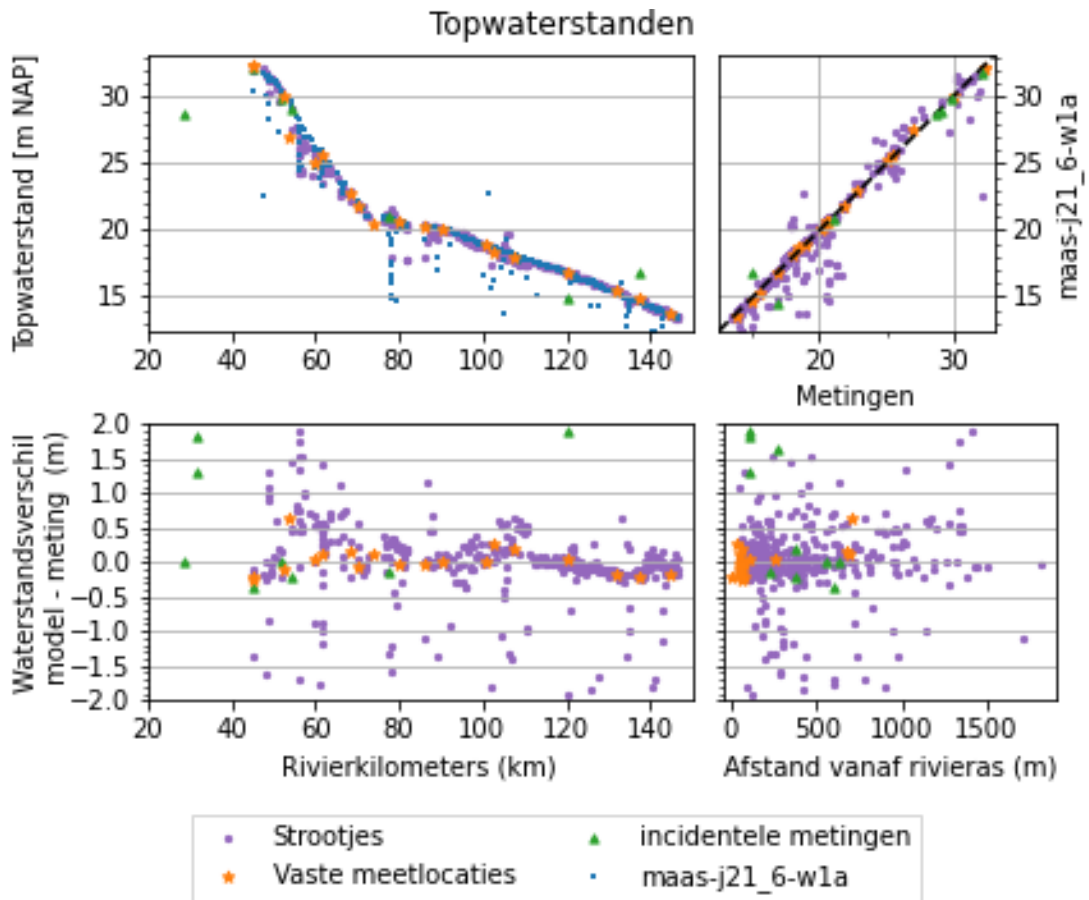 Topwaterstanden
Topwaterstand [m NAP]
30
25
20
15
20 40 60 80 100 120 140
30
25
20
15
maas-j21_6-w1a
20 30
Metingen
Waterstandsverschil
model - meting (m)
2.0
1.5
1.0
0.5
0.0
−0.5
−1.0
−1.5
−2.0
20 40 60 80 100 120 140
Rivierkilometers (km)
0 500 1000 1500
Afstand vanaf rivieras (m)
Strootjes
Vaste meetlocaties
incidentele metingen
maas-j21_6-w1a